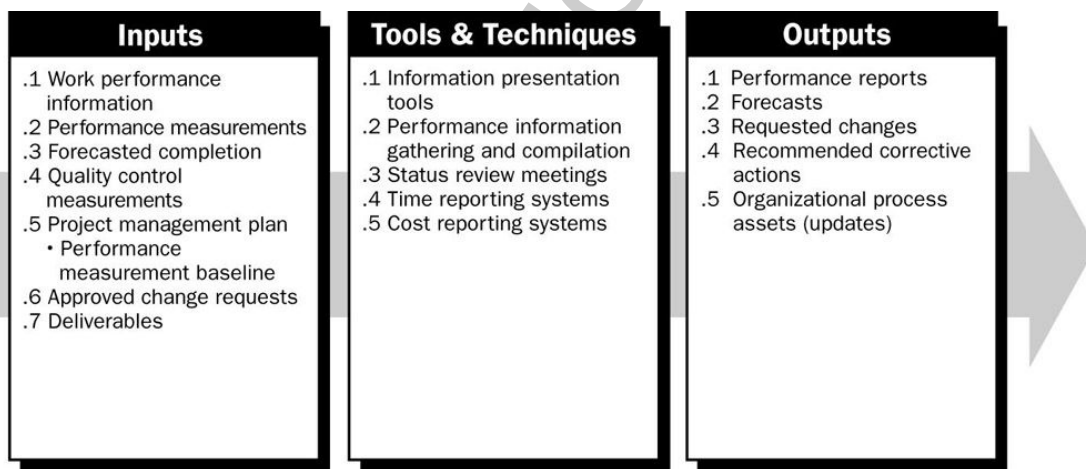 Inputs
.1 Work performance
information
.2 Performance measurements
.3 Forecasted completion
.4 Quality control
measurements
.5 Project management plan
• Performance
measurement baseline
.6 Approved change requests
.7 Deliverables
Tools & Techniques
.1 Information presentation
tools
.2 Performance information
gathering and compilation
.3 Status review meetings
.4 Time reporting systems
.5 Cost reporting systems
Outputs
.1 Performance reports
.2 Forecasts
.3 Requested changes
.4 Recommended corrective
actions
.5 Organizational process
assets (updates)